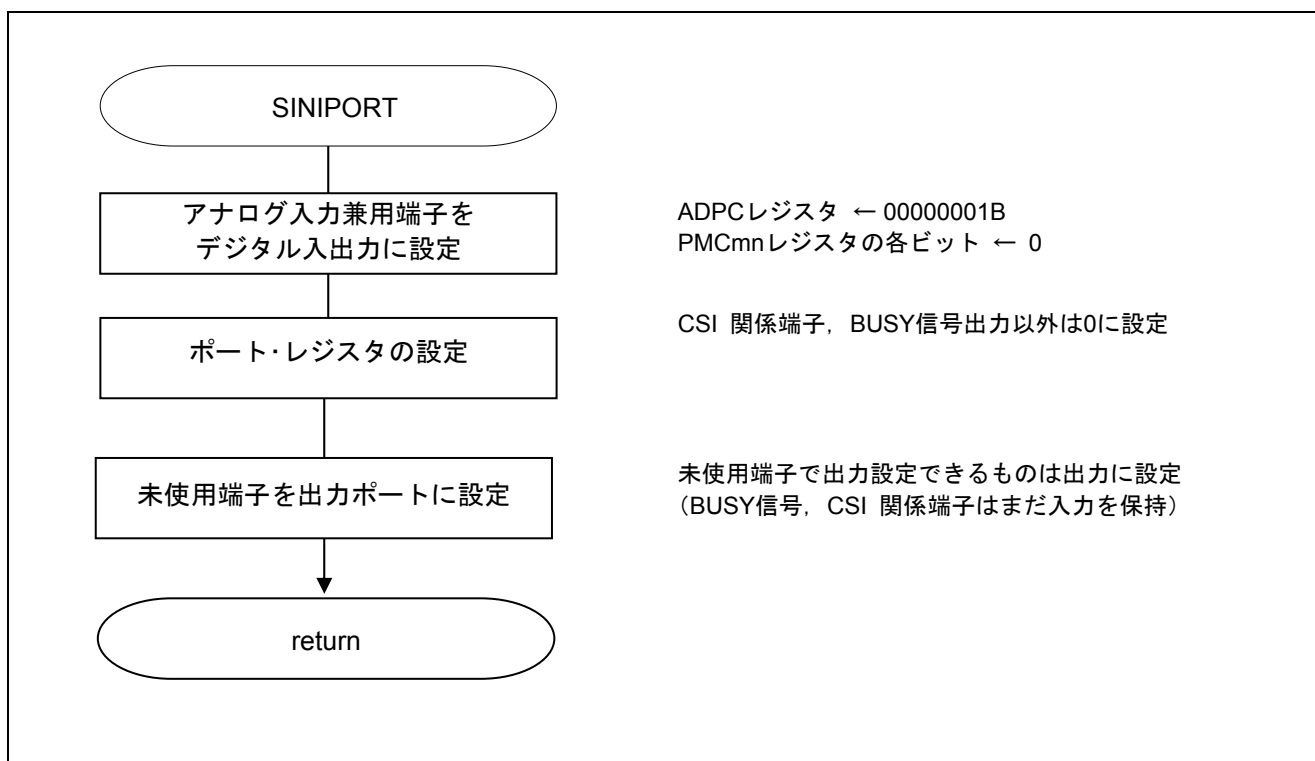 SINIPORT
アナログ入力兼用端子を
デジタル入出力に設定
ADPCレジスタ ← 00000001B
PMCmnレジスタの各ビット ← 0
ポート・レジスタの設定
CSI 関係端子，BUSY信号出力以外は0に設定
未使用端子を出力ポートに設定
未使用端子で出力設定できるものは出力に設定
（BUSY信号，CSI 関係端子はまだ入力を保持）
return